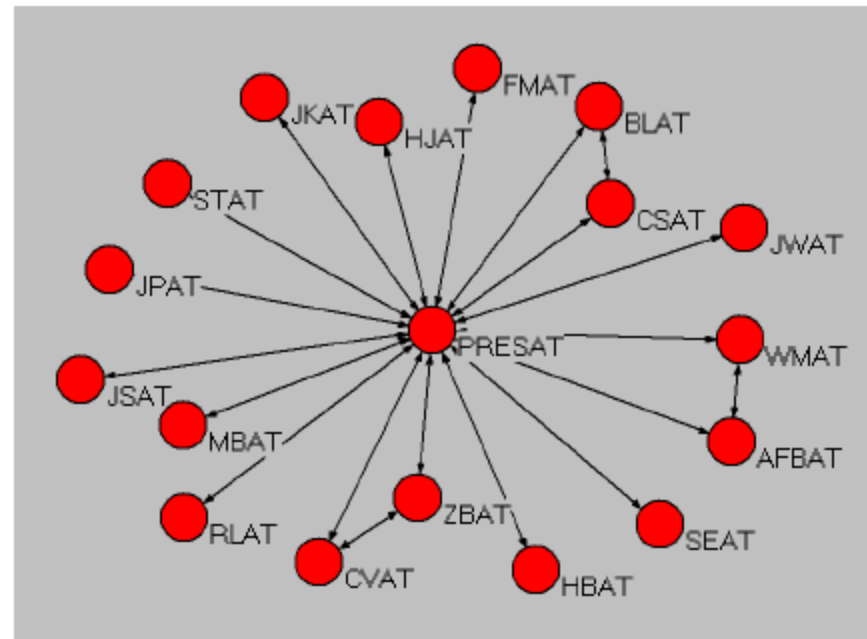 FMAT
JKAT
HJAT
BLAT
STAT
CSAT
JWAT
JPAT
PRESAT
WMAT
JSAT
MBAT
AFBAT
ZBAT
RLAT
SEAT
CVAT
HBAT